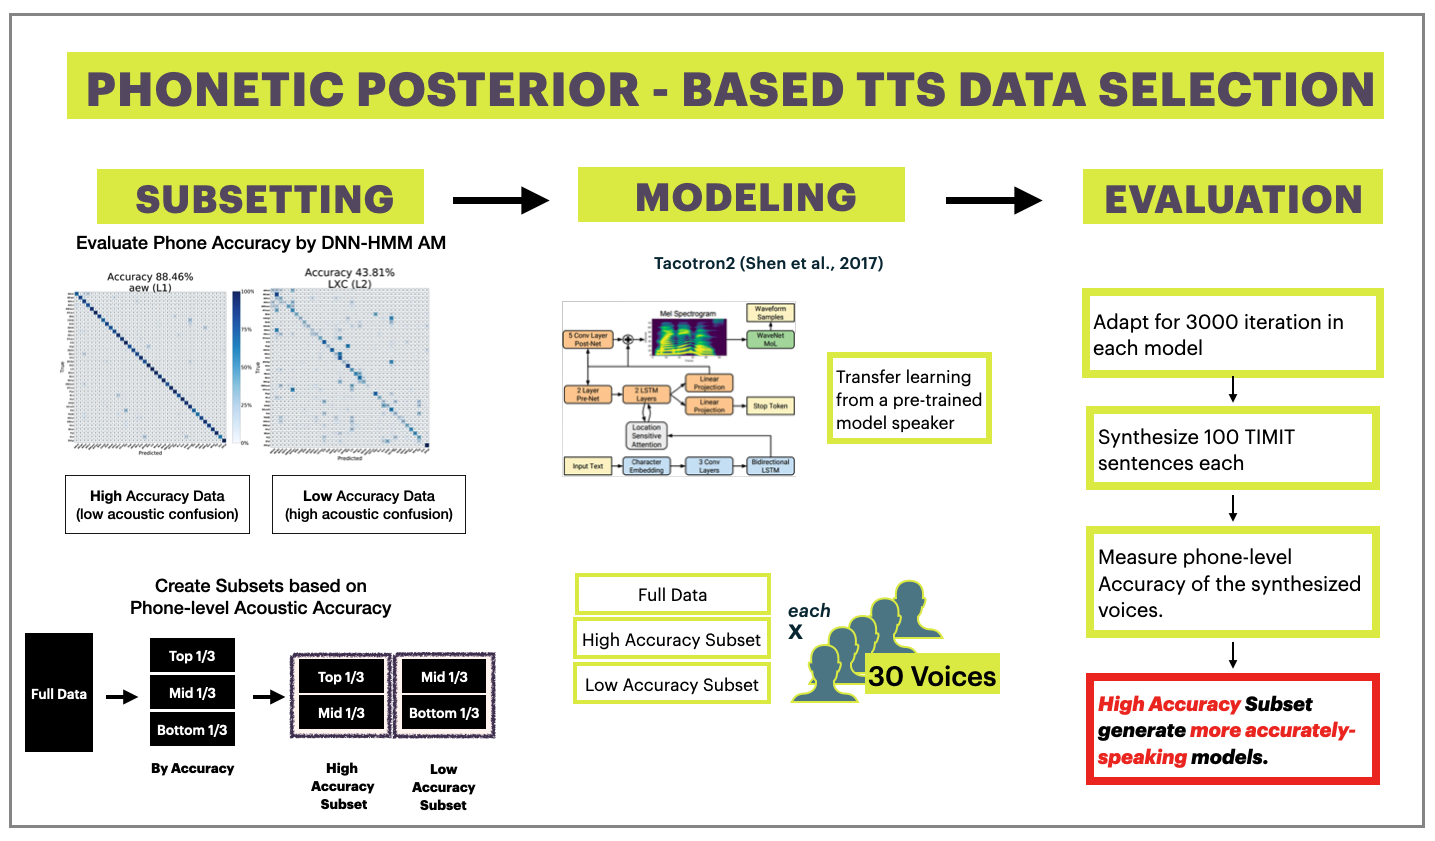 PHONETIC POSTERIOR - BASED TTS DATA SELECTION
SUBSETTING
Evaluate Phone Accuracy by DNN-HMM AM
Accuracy 88.46%
aew (L1)
True
Predicted
100%
75%
50%
25%
0%
Accuracy 43.81%
LXC (L2)
True
Predicted
High Accuracy Data
(low acoustic confusion)
Low Accuracy Data
(high acoustic confusion)
Create Subsets based on
Phone-level Acoustic Accuracy
Full Data
Top 1/3
Mid 1/3
Bottom 1/3
By Accuracy
Top 1/3
Mid 1/3
High
Accuracy
Subset
Mid 1/3
Bottom 1/3
Low
Accuracy
Subset
MODELING
Tacotron2 (Shen et al., 2017)
Waveform
Samples
Mel Spectrogram
5 Conv Layer
Post-Net
WaveNet
MoL
2 Layer
Pre-Net
2 LSTM
Layers
Linear
Projection
Linear
Projection
Stop Token
Location
Sensitive
Attention
Input Text
Character
Embedding
3 Conv
Layers
Bidirectional
LSTM
Transfer learning
from a pre-trained
model speaker
Full Data
High Accuracy Subset
Low Accuracy Subset
each
x
30 Voices
EVALUATION
Adapt for 3000 iteration in
each model
Synthesize 100 TIMIT
sentences each
Measure phone-level
Accuracy of the synthesized
voices.
High Accuracy Subset
generate more accurately-
speaking models.